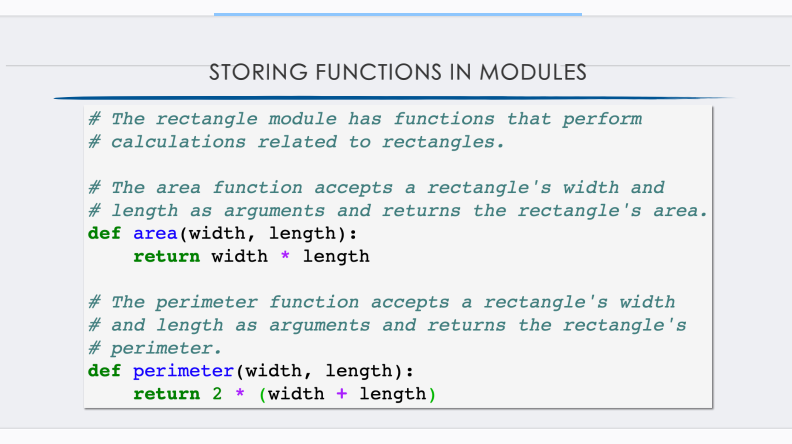 STORING FUNCTIONS IN MODULES
# The rectangle module has functions that perform
# calculations related to rectangles.
# The area function accepts a rectangle's width and
# length as arguments and returns the rectangle's area.
def area(width, length):
    return width * length
# The perimeter function accepts a rectangle's width
# and length as arguments and returns the rectangle's
# perimeter.
def perimeter(width, length):
    return 2 * (width + length)